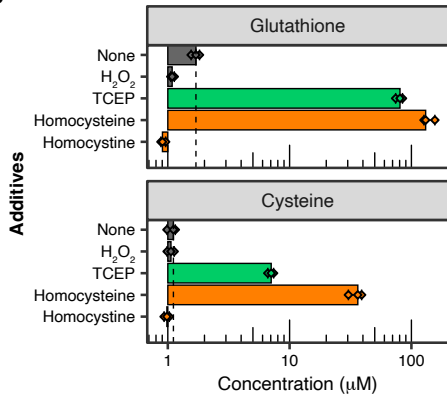 Glutathione
None
H₂O₂
TCEP
Homocysteine
Homocystine
Additives
Cysteine
None
H₂O₂
TCEP
Homocysteine
Homocystine
1 10 100
Concentration (μM)